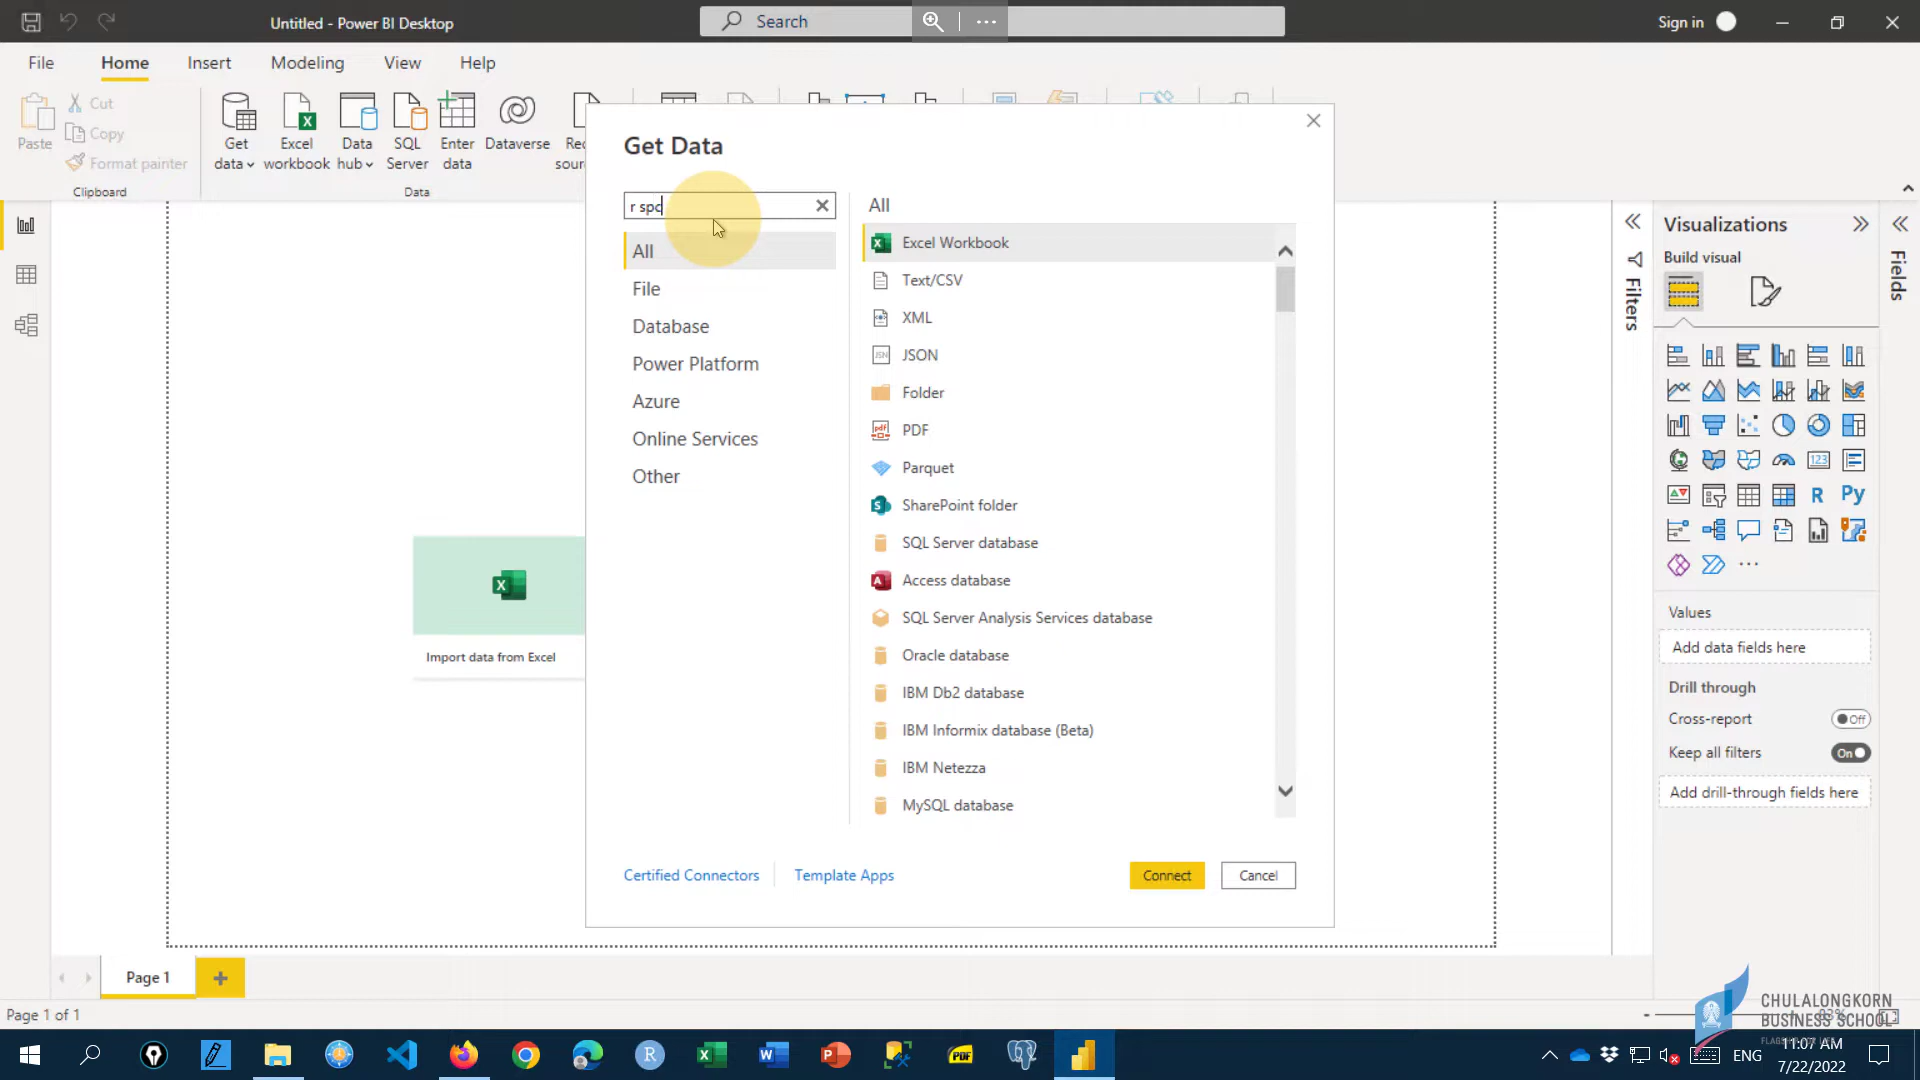 Untitled - Power BI Desktop
Search
Sign in
File
Home
Insert
Modeling
View
Help
Paste
Cut
Copy
Format painter
Clipboard
Get data
Excel workbook
Data hub
SQL Server
Enter data
Dataverse
Rec
sour
Data
Get Data
r spc
All
File
Database
Power Platform
Azure
Online Services
Other
All
Excel Workbook
Text/CSV
XML
JSON
Folder
PDF
Parquet
SharePoint folder
SQL Server database
Access database
SQL Server Analysis Services database
Oracle database
IBM Db2 database
IBM Informix database (Beta)
IBM Netezza
MySQL database
Certified Connectors
Template Apps
Connect
Cancel
Import data from Excel
Filters
Visualizations
Build visual
Fields
R
Py
123
Values
Add data fields here
Drill through
Cross-report
Off
Keep all filters
On
Add drill-through fields here
Page 1
Page 1 of 1
CHULALONGKORN
BUSINESS SCHOOL
ENG
11:07 AM
7/22/2022